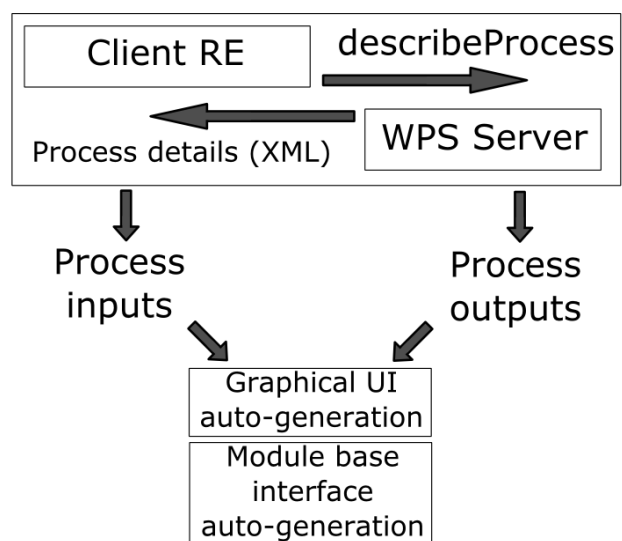 Client RE
describeProcess
Process details (XML)
WPS Server
Process
inputs
Process
outputs
Graphical UI
auto-generation
Module base
interface
auto-generation